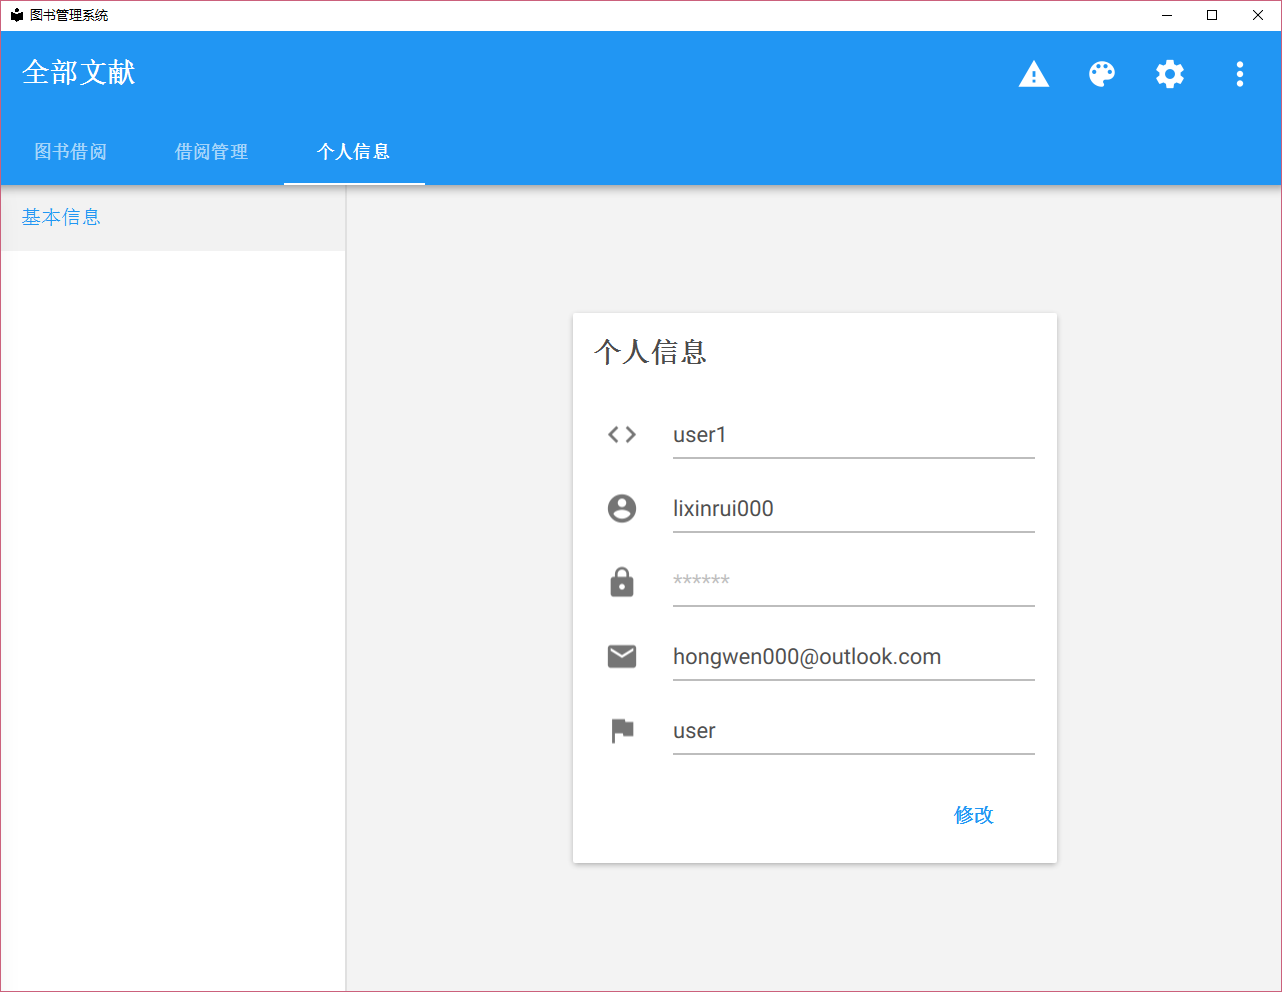 图书管理系统
全部文献
图书借阅 借阅管理 个人信息
基本信息
个人信息
user1
lixinrui000
******
hongwen000@outlook.com
user
修改